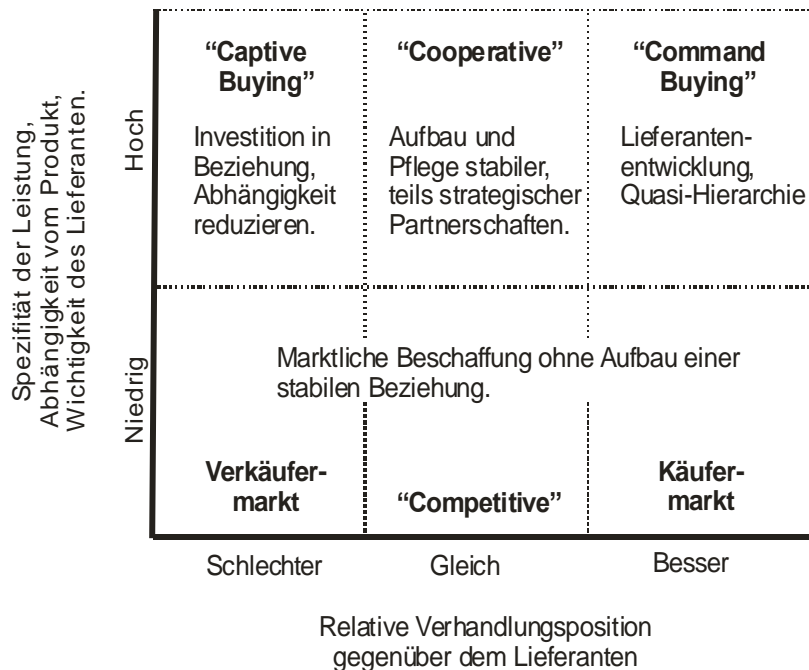 Spezifität der Leistung,
Abhängigkeit vom Produkt,
Wichtigkeit des Lieferanten.
Hoch
Niedrig
“Captive
Buying”
Investition in
Beziehung,
Abhängigkeit
reduzieren.
“Cooperative”
Aufbau und
Pflege stabiler,
teils strategischer
Partnerschaften.
“Command
Buying”
Lieferanten-
entwicklung,
Quasi-Hierarchie
Marktliche Beschaffung ohne Aufbau einer
stabilen Beziehung.
Verkäufer-
markt
“Competitive”
Käufer-
markt
Schlechter
Gleich
Besser
Relative Verhandlungsposition
gegenüber dem Lieferanten